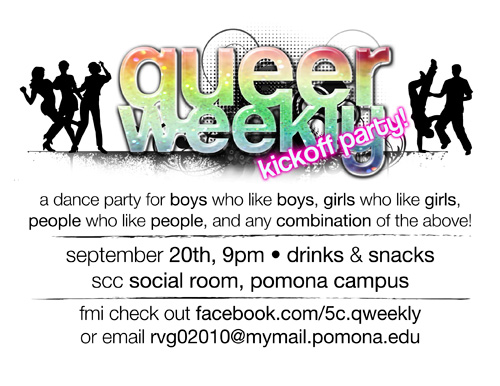 queer
weekly
kickoff party!
a dance party for boys who like boys, girls who like girls,
people who like people, and any combination of the above!
september 20th, 9pm • drinks & snacks
scc social room, pomona campus
fmi check out facebook.com/5c.qweekly
or email rvg02010@mymail.pomona.edu